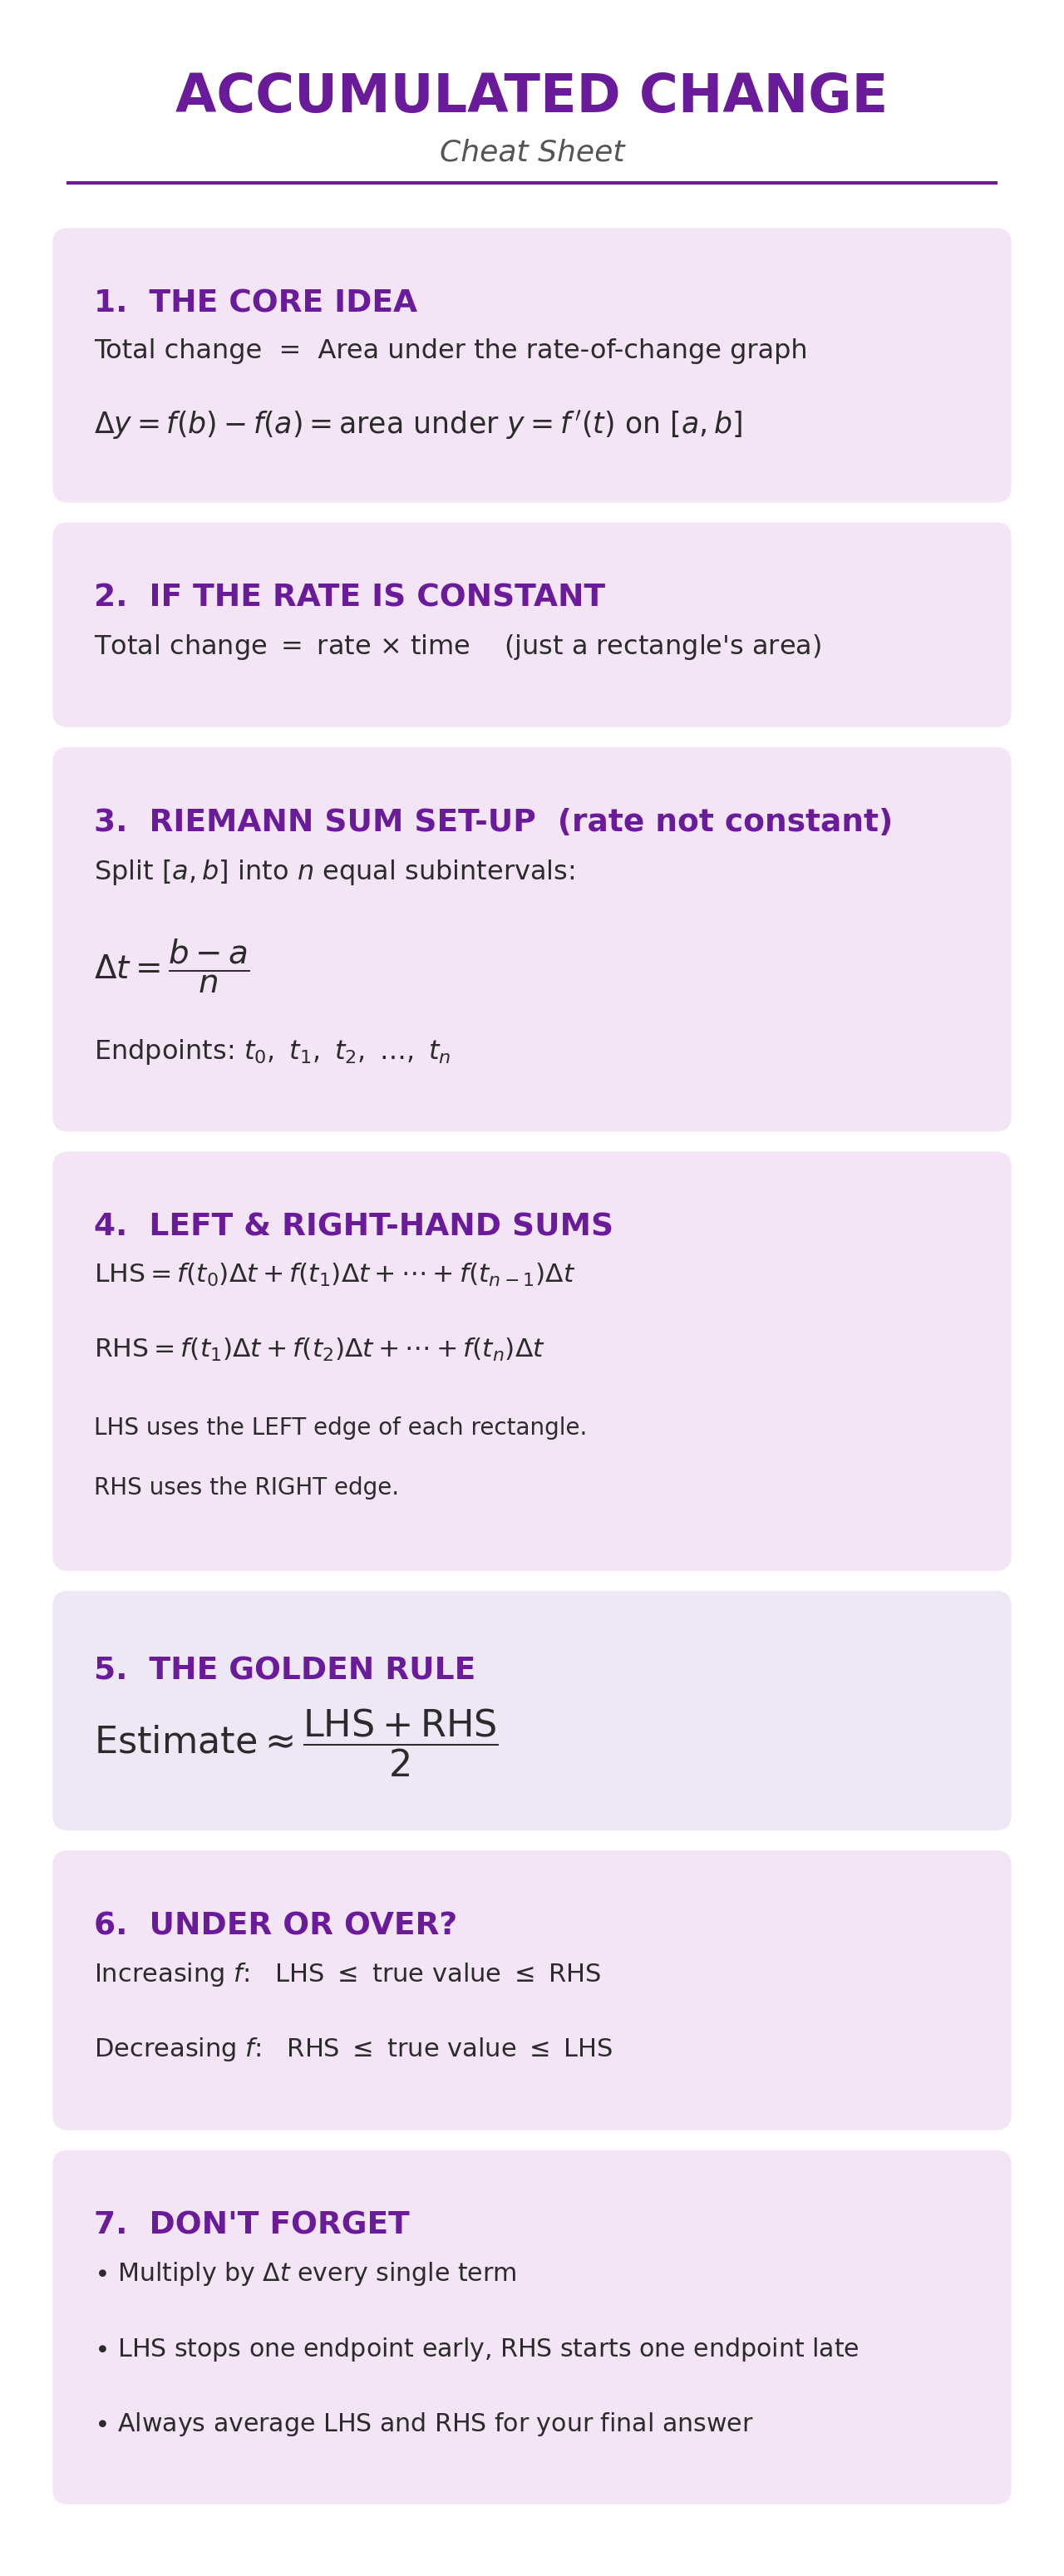 ACCUMULATED CHANGE
Cheat Sheet
1. THE CORE IDEA
Total change = Area under the rate-of-change graph
Δy = f(b) − f(a) = area under y = f′(t) on [a, b]
2. IF THE RATE IS CONSTANT
Total change = rate × time (just a rectangle's area)
3. RIEMANN SUM SET-UP (rate not constant)
Split [a, b] into n equal subintervals:
Δt = \frac{b − a}{n}
Endpoints: t₀, t₁, t₂, …, tₙ
4. LEFT & RIGHT-HAND SUMS
LHS = f(t₀)Δt + f(t₁)Δt + ⋯ + f(tₙ₋₁)Δt
RHS = f(t₁)Δt + f(t₂)Δt + ⋯ + f(tₙ)Δt
LHS uses the LEFT edge of each rectangle.
RHS uses the RIGHT edge.
5. THE GOLDEN RULE
Estimate ≈ \frac{LHS + RHS}{2}
6. UNDER OR OVER?
Increasing f: LHS ≤ true value ≤ RHS
Decreasing f: RHS ≤ true value ≤ LHS
7. DON'T FORGET
• Multiply by Δt every single term
• LHS stops one endpoint early, RHS starts one endpoint late
• Always average LHS and RHS for your final answer